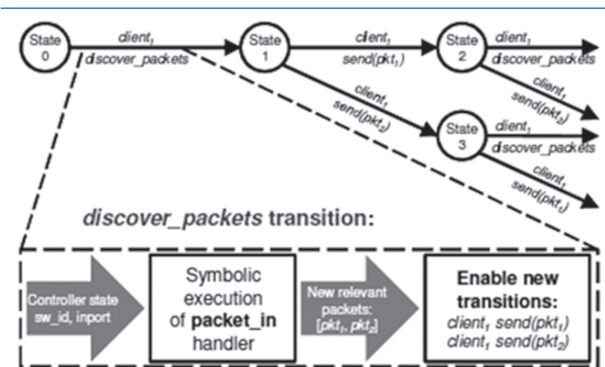 State
0
client₁
discover_packets
State
1
client₁
send(pkt₁)
State
2
client₁
discover_packets
client₁
send(pkt₂)
client₁
send(pkt₂)
State
3
client₁
discover_packets
client₁
send(pkt₁)
discover_packets transition:
Controller state
sw_id, inport
Symbolic
execution
of packet_in
handler
New relevant
packets:
[pkt₁, pkt₂]
Enable new
transitions:
client₁ send(pkt₁)
client₁ send(pkt₂)